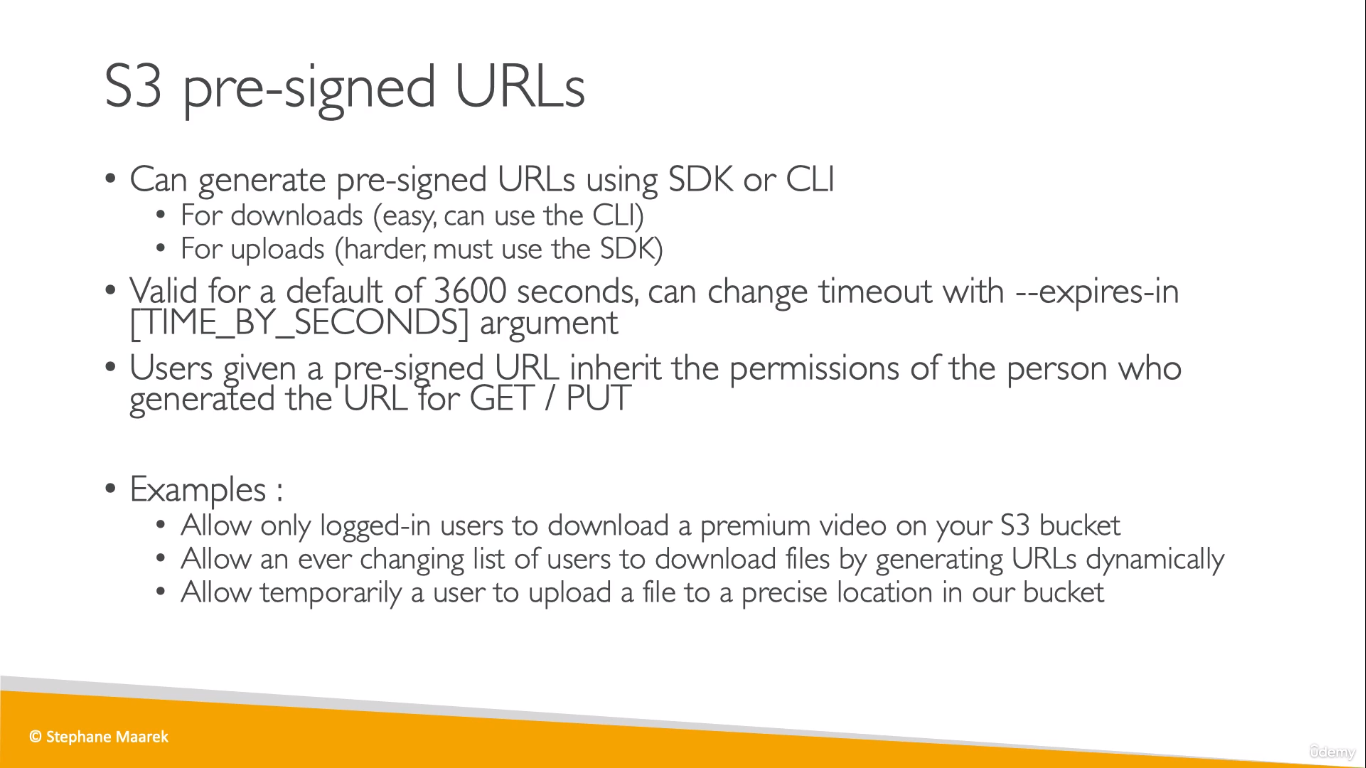 S3 pre-signed URLs
• Can generate pre-signed URLs using SDK or CLI
• For downloads (easy, can use the CLI)
• For uploads (harder, must use the SDK)
• Valid for a default of 3600 seconds, can change timeout with --expires-in
[TIME_BY_SECONDS] argument
• Users given a pre-signed URL inherit the permissions of the person who
generated the URL for GET / PUT
• Examples :
• Allow only logged-in users to download a premium video on your S3 bucket
• Allow an ever changing list of users to download files by generating URLs dynamically
• Allow temporarily a user to upload a file to a precise location in our bucket
© Stephane Maarek
ûdemy